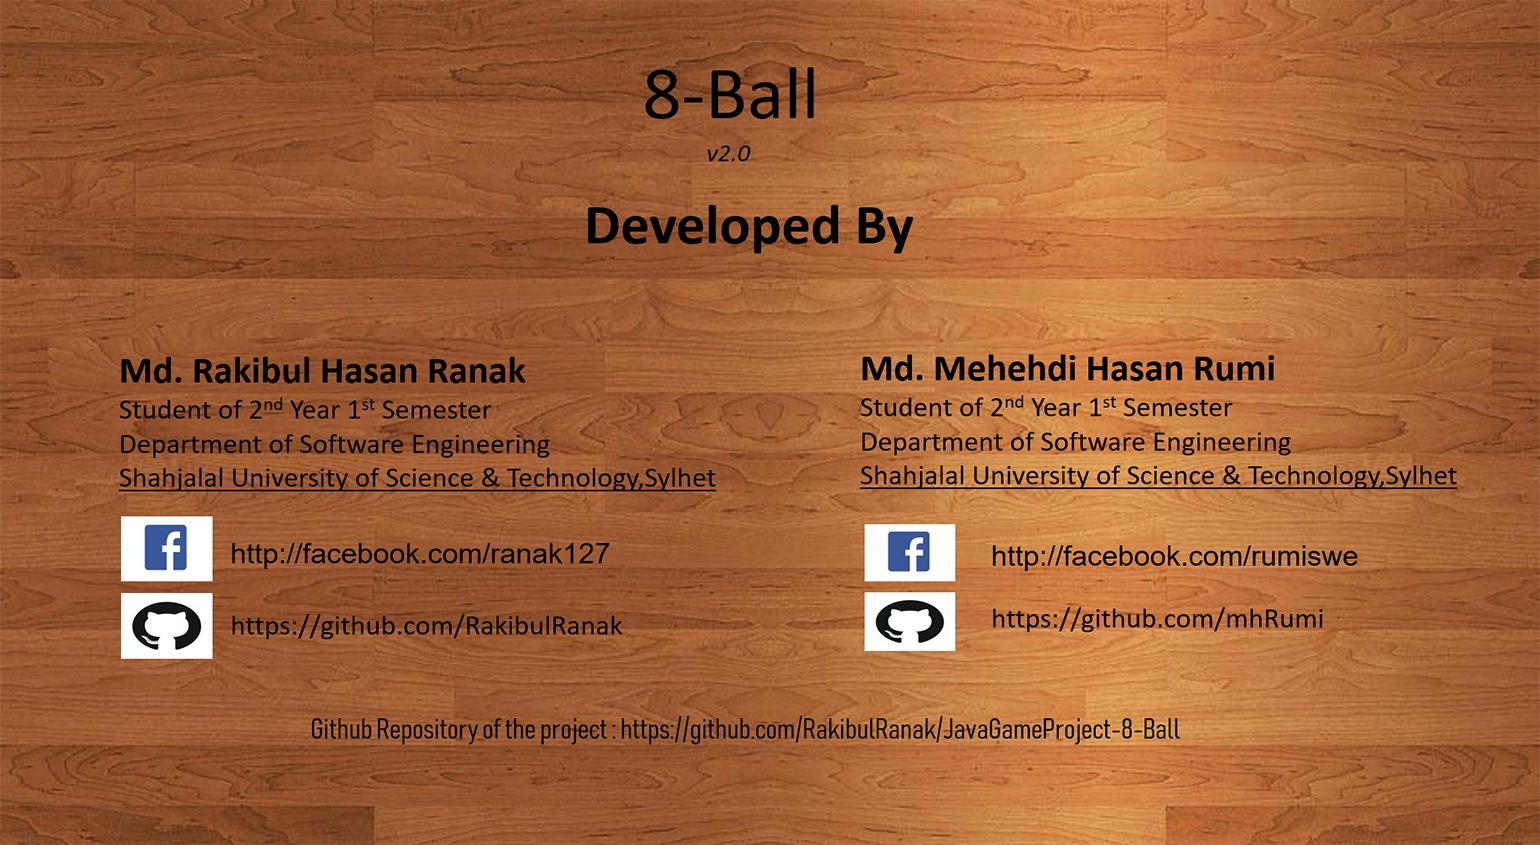 8-Ball
v2.0
Developed By
Md. Rakibul Hasan Ranak
Student of 2nd Year 1st Semester
Department of Software Engineering
Shahjalal University of Science & Technology,Sylhet
http://facebook.com/ranak127
https://github.com/RakibulRanak
Md. Mehehdi Hasan Rumi
Student of 2nd Year 1st Semester
Department of Software Engineering
Shahjalal University of Science & Technology,Sylhet
http://facebook.com/rumiswe
https://github.com/mhRumi
Github Repository of the project : https://github.com/RakibulRanak/JavaGameProject-8-Ball